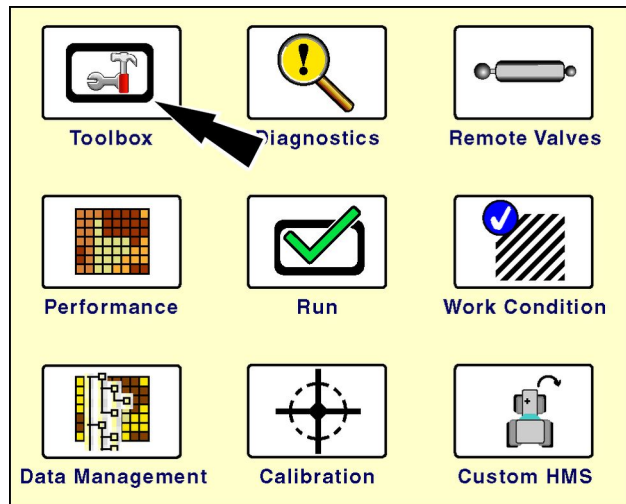 Toolbox
Diagnostics
Remote Valves
Performance
Run
Work Condition
Data Management
Calibration
Custom HMS